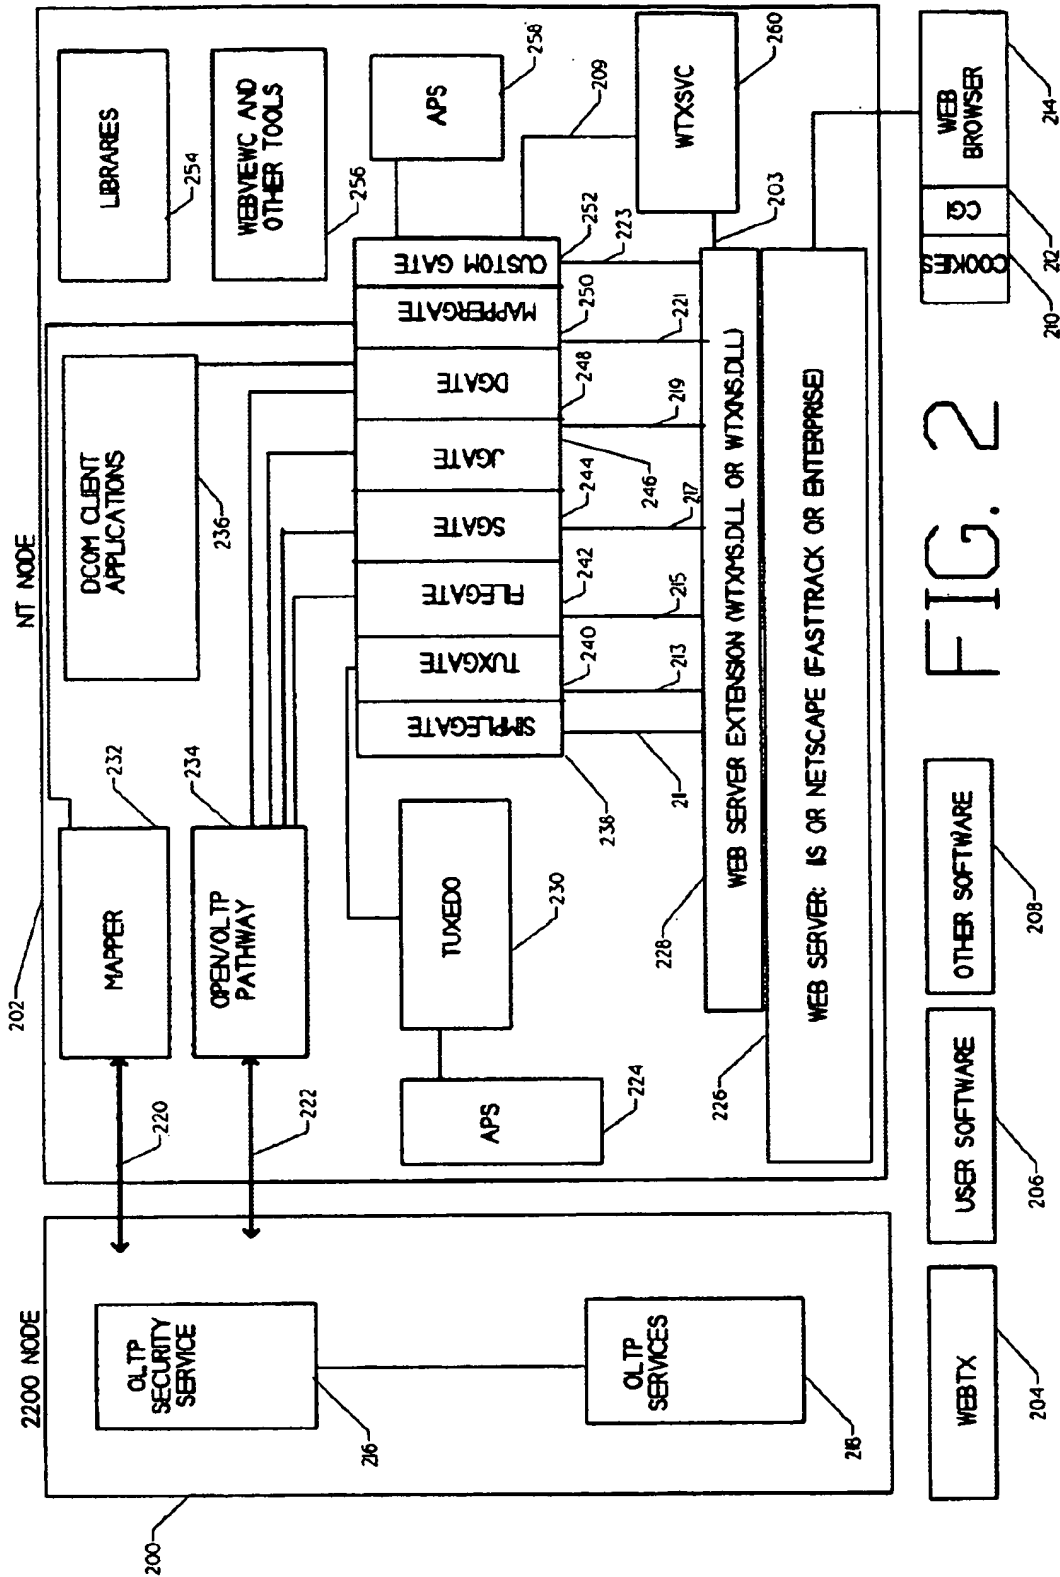 2200 NODE
NT NODE
200
202
OLTP
SECURITY
SERVICE
216
OLTP
SERVICES
218
220
222
MAPPER
232
OPEN/OLTP
PATHWAY
234
DCOM CLIENT
APPLICATIONS
236
LIBRARIES
254
WEBVIEWC AND
OTHER TOOLS
256
APS
224
TUXEDO
230
SIMPLEGATE
TUXGATE
FILEGATE
SGATE
JGATE
DGATE
MAPPERGATE
CUSTOM GATE
APS
258
238
240
242
244
246
248
250
252
209
211
213
215
217
219
221
223
WTXSVC
260
203
228
WEB SERVER EXTENSION (WTXMS.DLL OR WTXNS.DLL)
226
WEB SERVER: IIS OR NETSCAPE (FASTTRACK OR ENTERPRISE)
WEBTX
204
USER SOFTWARE
206
OTHER SOFTWARE
208
COOKIES
WEB
BROWSER
210
212
214
FIG. 2